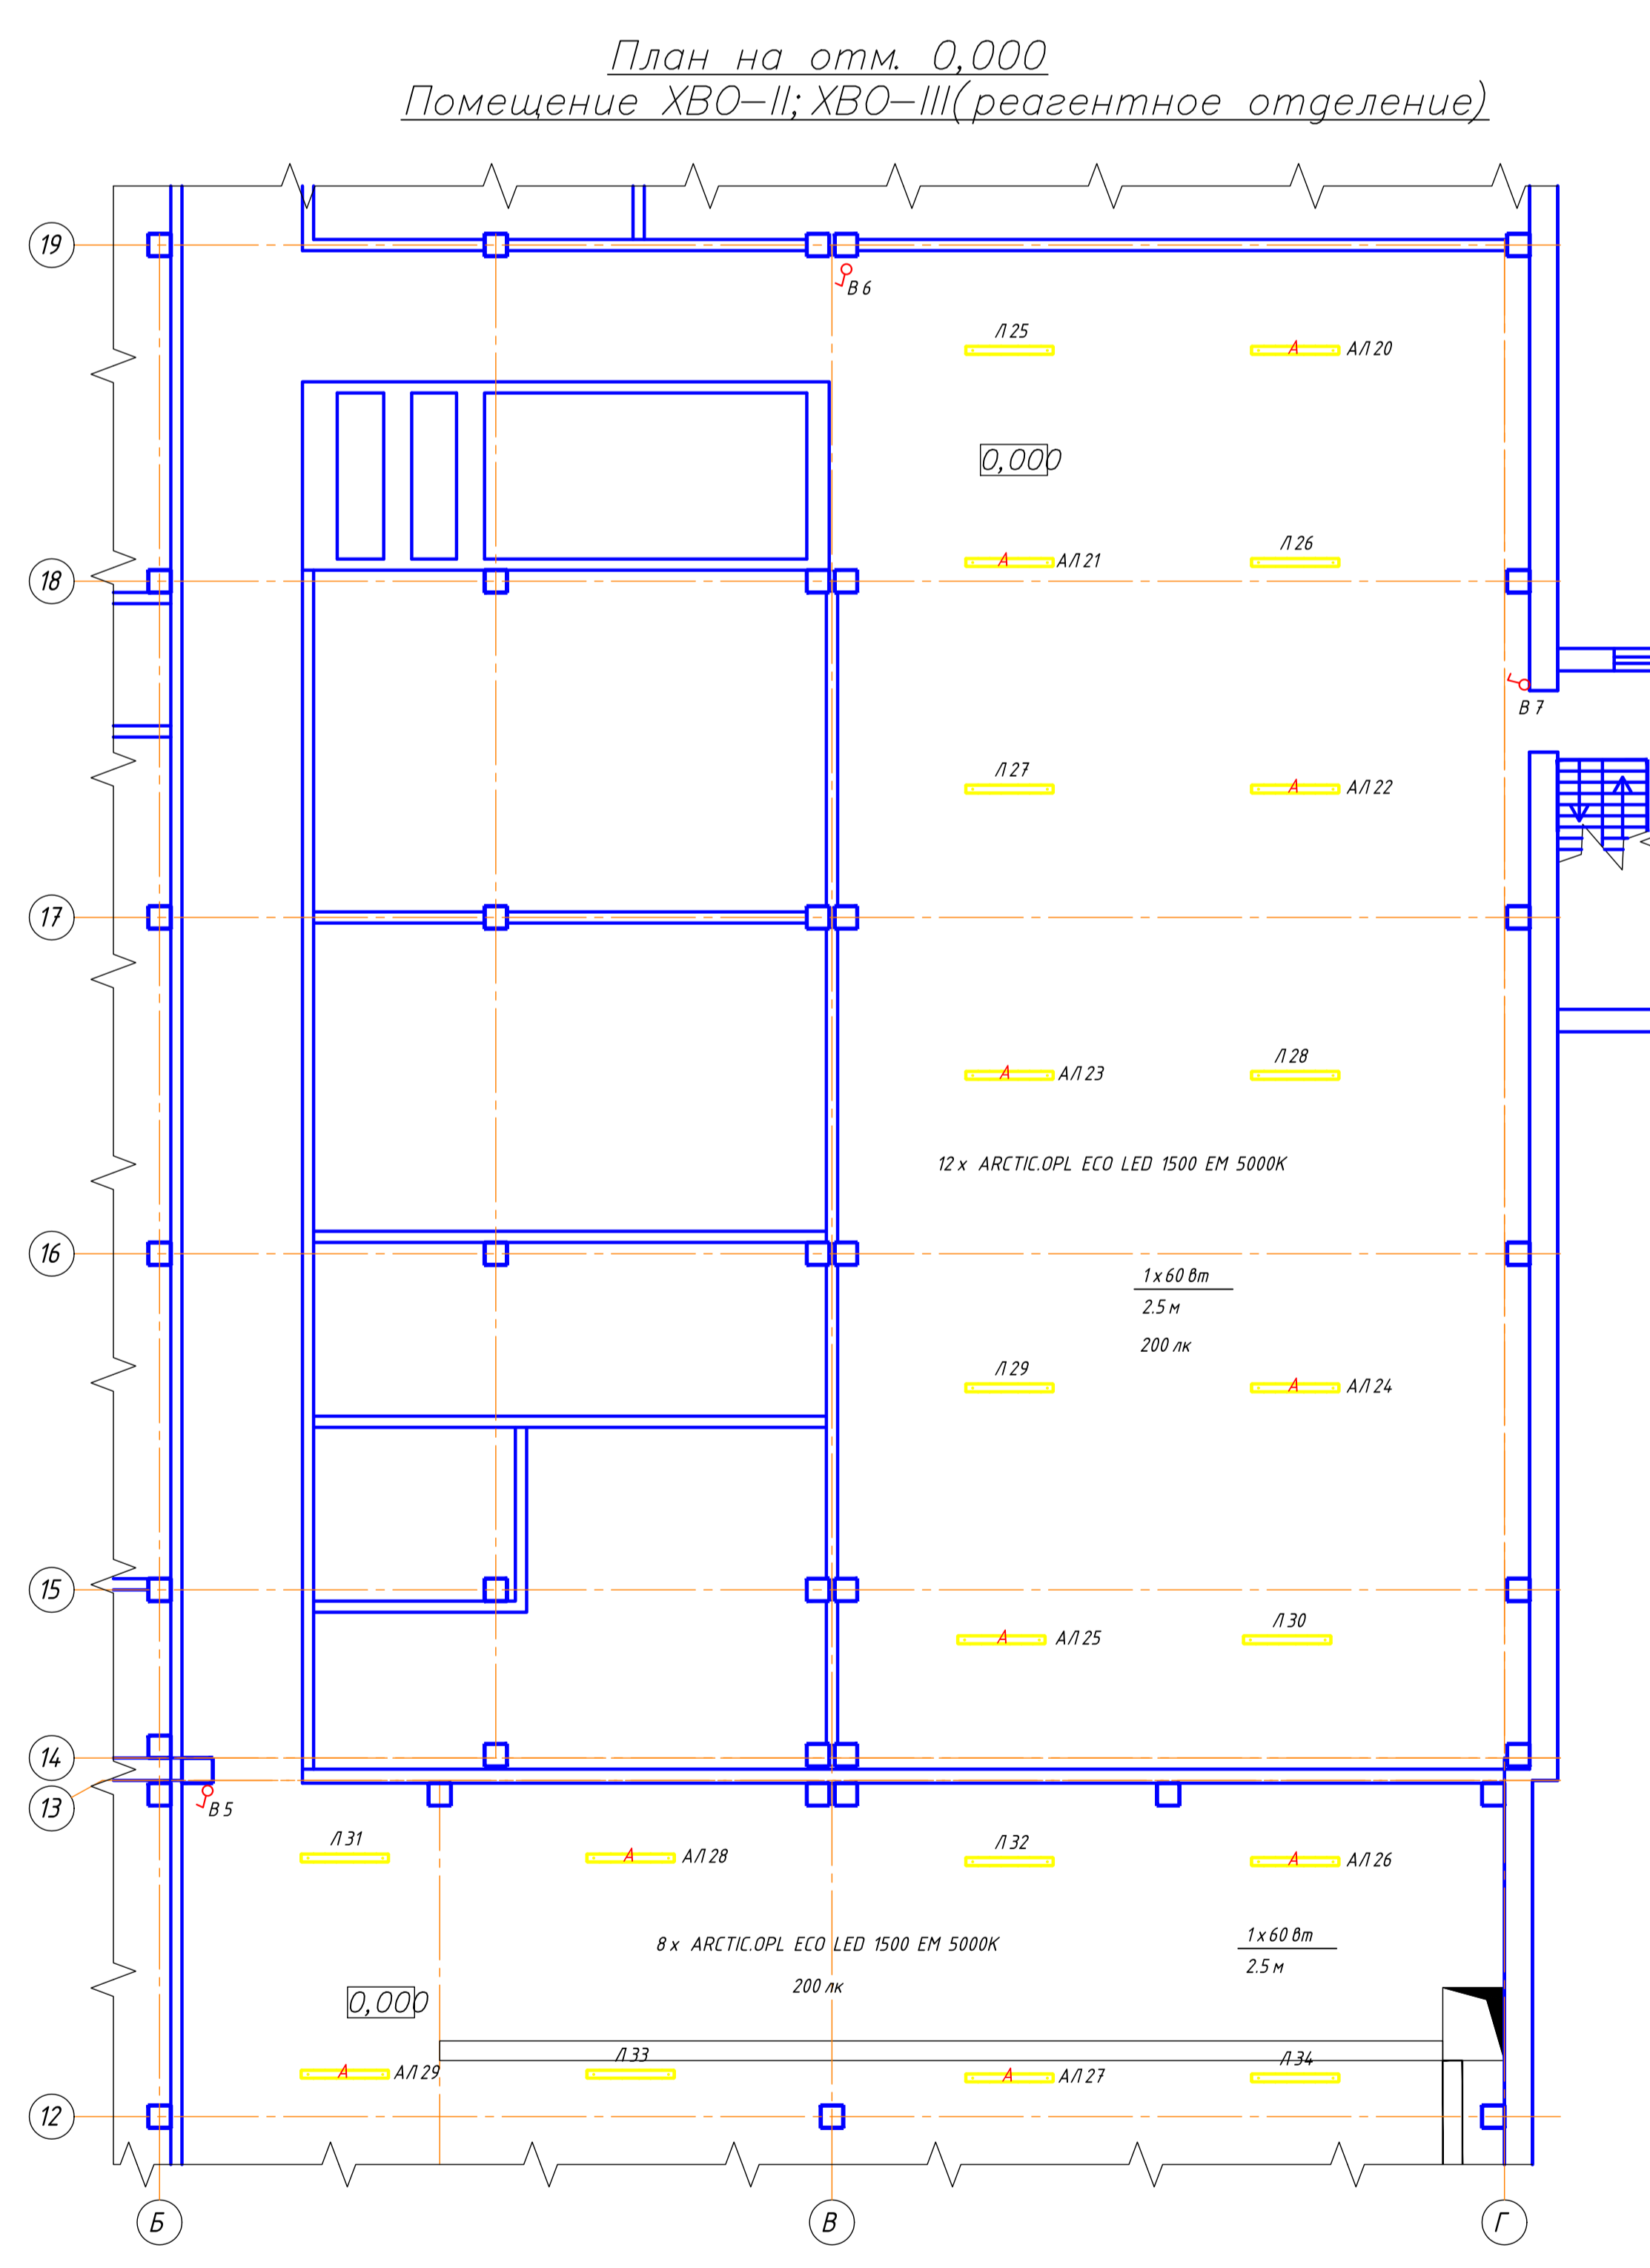 План на отм. 0,000
Помещение ХВО-II; ХВО-III(реагентное отделение)
19
В 6
Л 25
А АЛ 20
0,000
А АЛ 21
Л 26
18
В 7
Л 27
А АЛ 22
17
А АЛ 23
Л 28
12 x ARCTIC.OPL ECO LED 1500 EM 5000K
16
1 x 60 Вт
2.5 м
200 лк
Л 29
А АЛ 24
15
А АЛ 25
Л 30
14
13
В 5
Л 31
А АЛ 28
Л 32
А АЛ 26
8 x ARCTIC.OPL ECO LED 1500 EM 5000K
1 x 60 Вт
2.5 м
200 лк
0,000
А АЛ 29
Л 33
А АЛ 27
Л 34
12
Б
В
Г